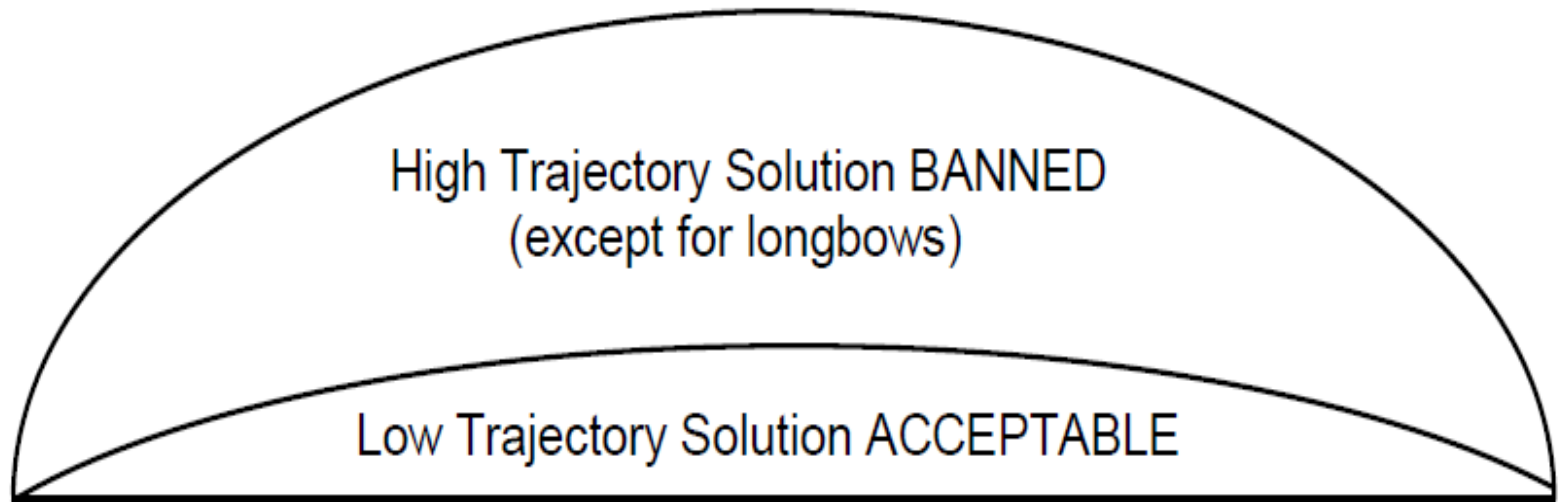 High Trajectory Solution BANNED
(except for longbows)
Low Trajectory Solution ACCEPTABLE